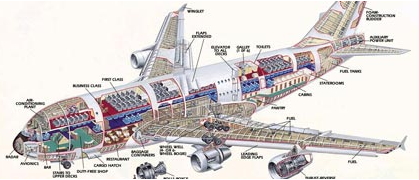 WINGLET
FOAM-
CONSTRUCTION
RUDDER
FLAPS
EXTENDED
ELEVATOR
TO ALL
DECKS
GALLEY
(1 OF 6)
TOILETS
AUXILIARY
POWER UNIT
FUEL TANKS
STATEROOMS
FIRST CLASS
BUSINESS CLASS
CABINS
AIR-
CONDITIONING
PLANT
PANTRY
FUEL
FUEL
RADAR
AVIONICS
BAR
STAIRS TO
UPPER DECKS
DUTY-FREE SHOP
CARGO HATCH
RESTAURANT
BAGGAGE
CONTAINERS
WHEEL WELL
LEADING
EDGE FLAPS
THRUST REVERSE